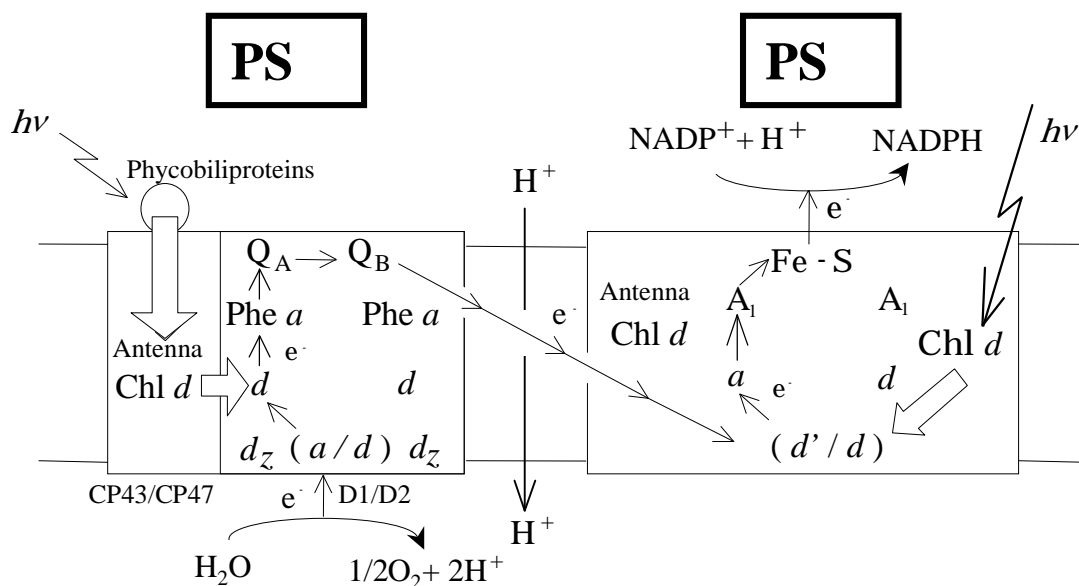 PS
PS
hν
NADP⁺ + H⁺
NADPH
hν
Phycobiliproteins
H⁺
e⁻
Q_A
Q_B
Fe - S
Antenna
Chl d
A₁
A₁
Phe a
Phe a
e⁻
Chl d
Antenna
Chl d
e⁻
d
d
a
e⁻
d
d_Z
(a/d)
d_Z
(d’/d)
CP43/CP47
e⁻
D1/D2
H⁺
H₂O
1/2O₂ + 2H⁺